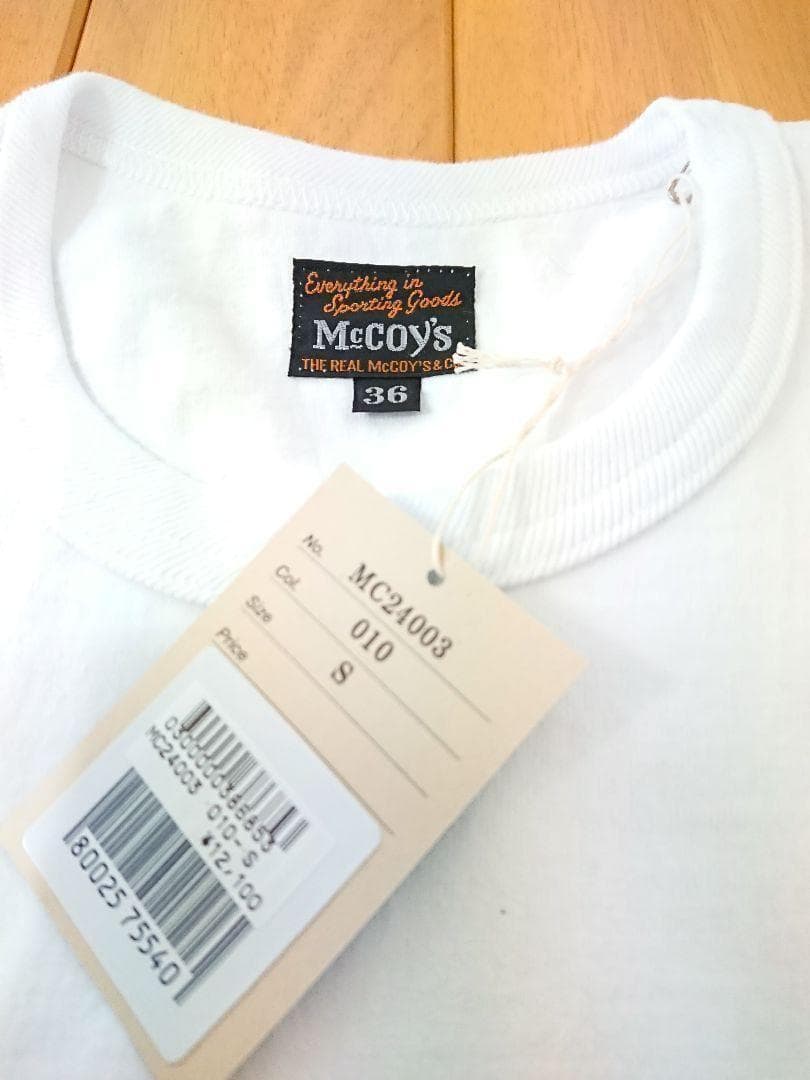 Everything in
Sporting Goods
McCOY'S
THE REAL McCOY'S & C
36
No. MC24003
Col. 010
Size S
Price
MC24003 010-S
¥12,100
80025 75540